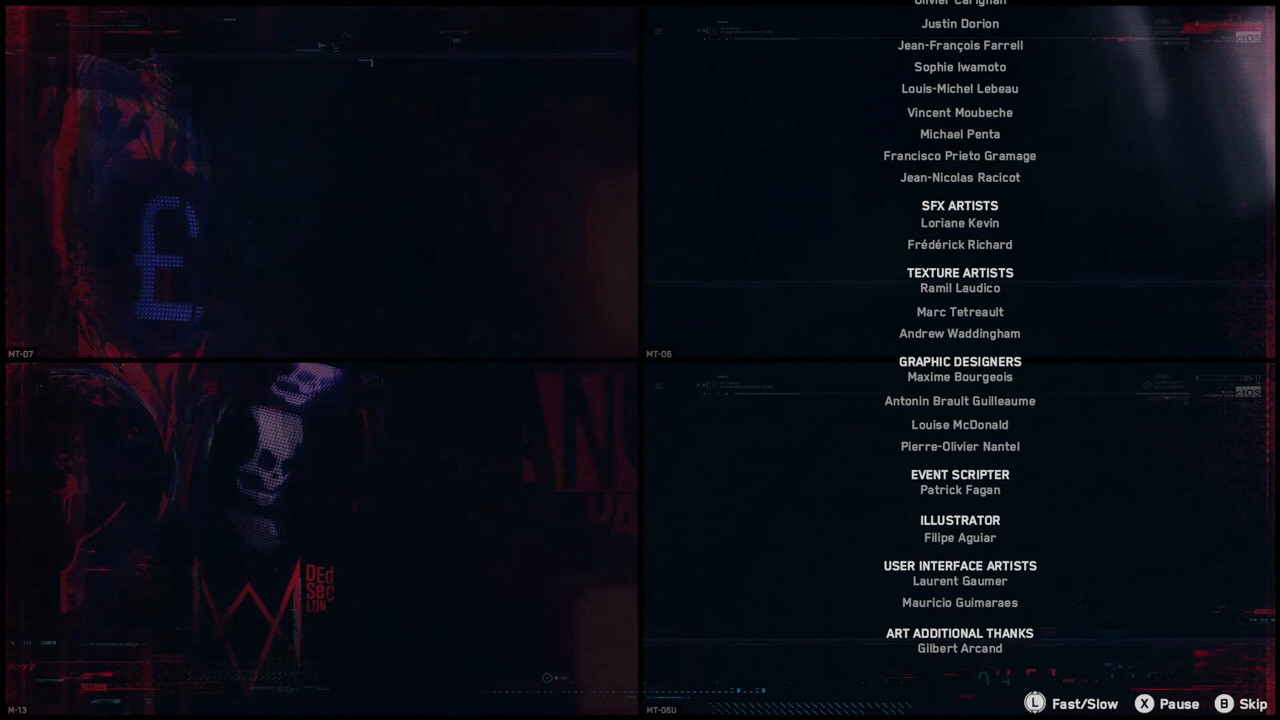 Olivier Carignan
Justin Dorion
Jean-François Farrell
Sophie Iwamoto
Louis-Michel Lebeau
Vincent Moubeche
Michael Penta
Francisco Prieto Gramage
Jean-Nicolas Racicot
SFX ARTISTS
Loriane Kevin
Frédérick Richard
TEXTURE ARTISTS
Ramil Laudico
Marc Tetreault
Andrew Waddingham
GRAPHIC DESIGNERS
Maxime Bourgeois
Antonin Brault Guilleaume
Louise McDonald
Pierre-Olivier Nantel
EVENT SCRIPTER
Patrick Fagan
ILLUSTRATOR
Filipe Aguiar
USER INTERFACE ARTISTS
Laurent Gaumer
Mauricio Guimaraes
ART ADDITIONAL THANKS
Gilbert Arcand
L Fast/Slow X Pause B Skip
£
MT-07
MT-06
ctOS
ctOS
DEd
SeC
LDN
M-13
MT-06U